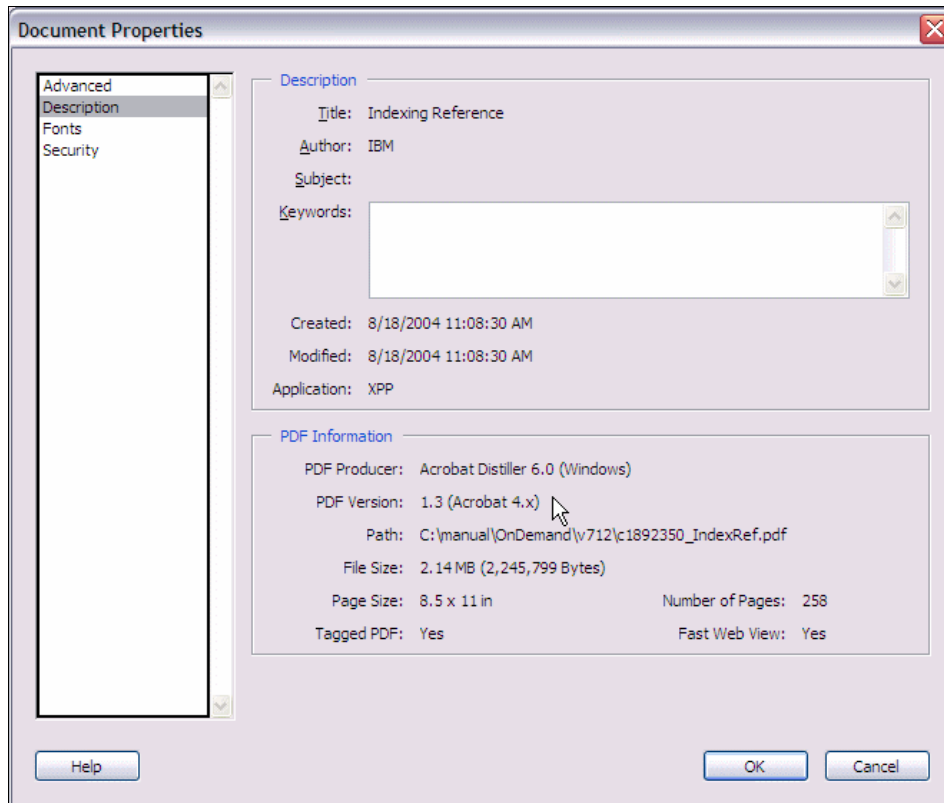 Document Properties
Advanced
Description
Fonts
Security
Description
Title: Indexing Reference
Author: IBM
Subject:
Keywords:
Created: 8/18/2004 11:08:30 AM
Modified: 8/18/2004 11:08:30 AM
Application: XPP
PDF Information
PDF Producer: Acrobat Distiller 6.0 (Windows)
PDF Version: 1.3 (Acrobat 4.x)
Path: C:\manual\OnDemand\v712\c1892350_IndexRef.pdf
File Size: 2.14 MB (2,245,799 Bytes)
Page Size: 8.5 x 11 in Number of Pages: 258
Tagged PDF: Yes Fast Web View: Yes
Help OK Cancel